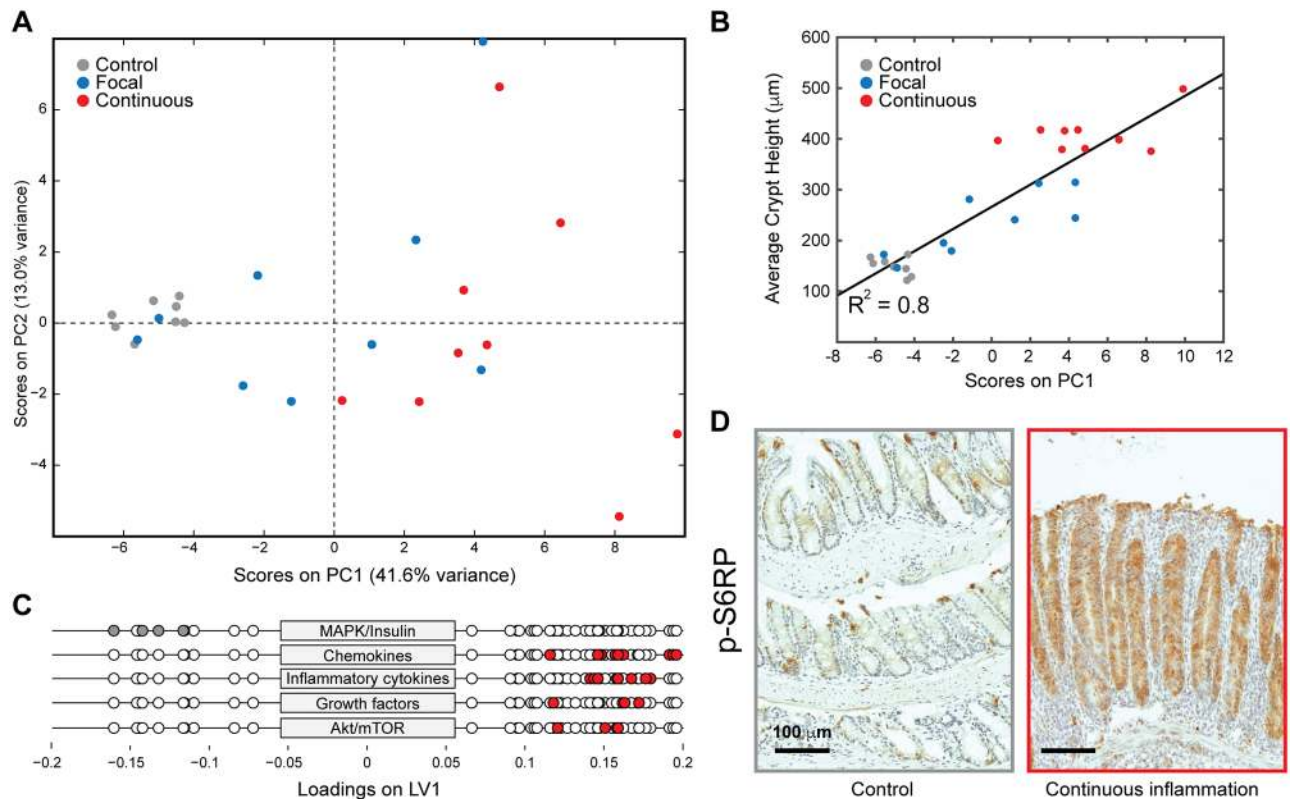 A
Control
Focal
Continuous
6
4
2
0
−2
−4
−6
−4
−2
0
2
4
6
8
Scores on PC2 (13.0% variance)
Scores on PC1 (41.6% variance)
B
Control
Focal
Continuous
600
500
400
300
200
100
-8
-6
-4
-2
0
2
4
6
8
10
12
R² = 0.8
Average Crypt Height (μm)
Scores on PC1
C
MAPK/Insulin
Chemokines
Inflammatory cytokines
Growth factors
Akt/mTOR
−0.2
−0.15
−0.1
−0.05
0
0.05
0.1
0.15
0.2
Loadings on LV1
D
p-S6RP
100 μm
Control
Continuous inflammation